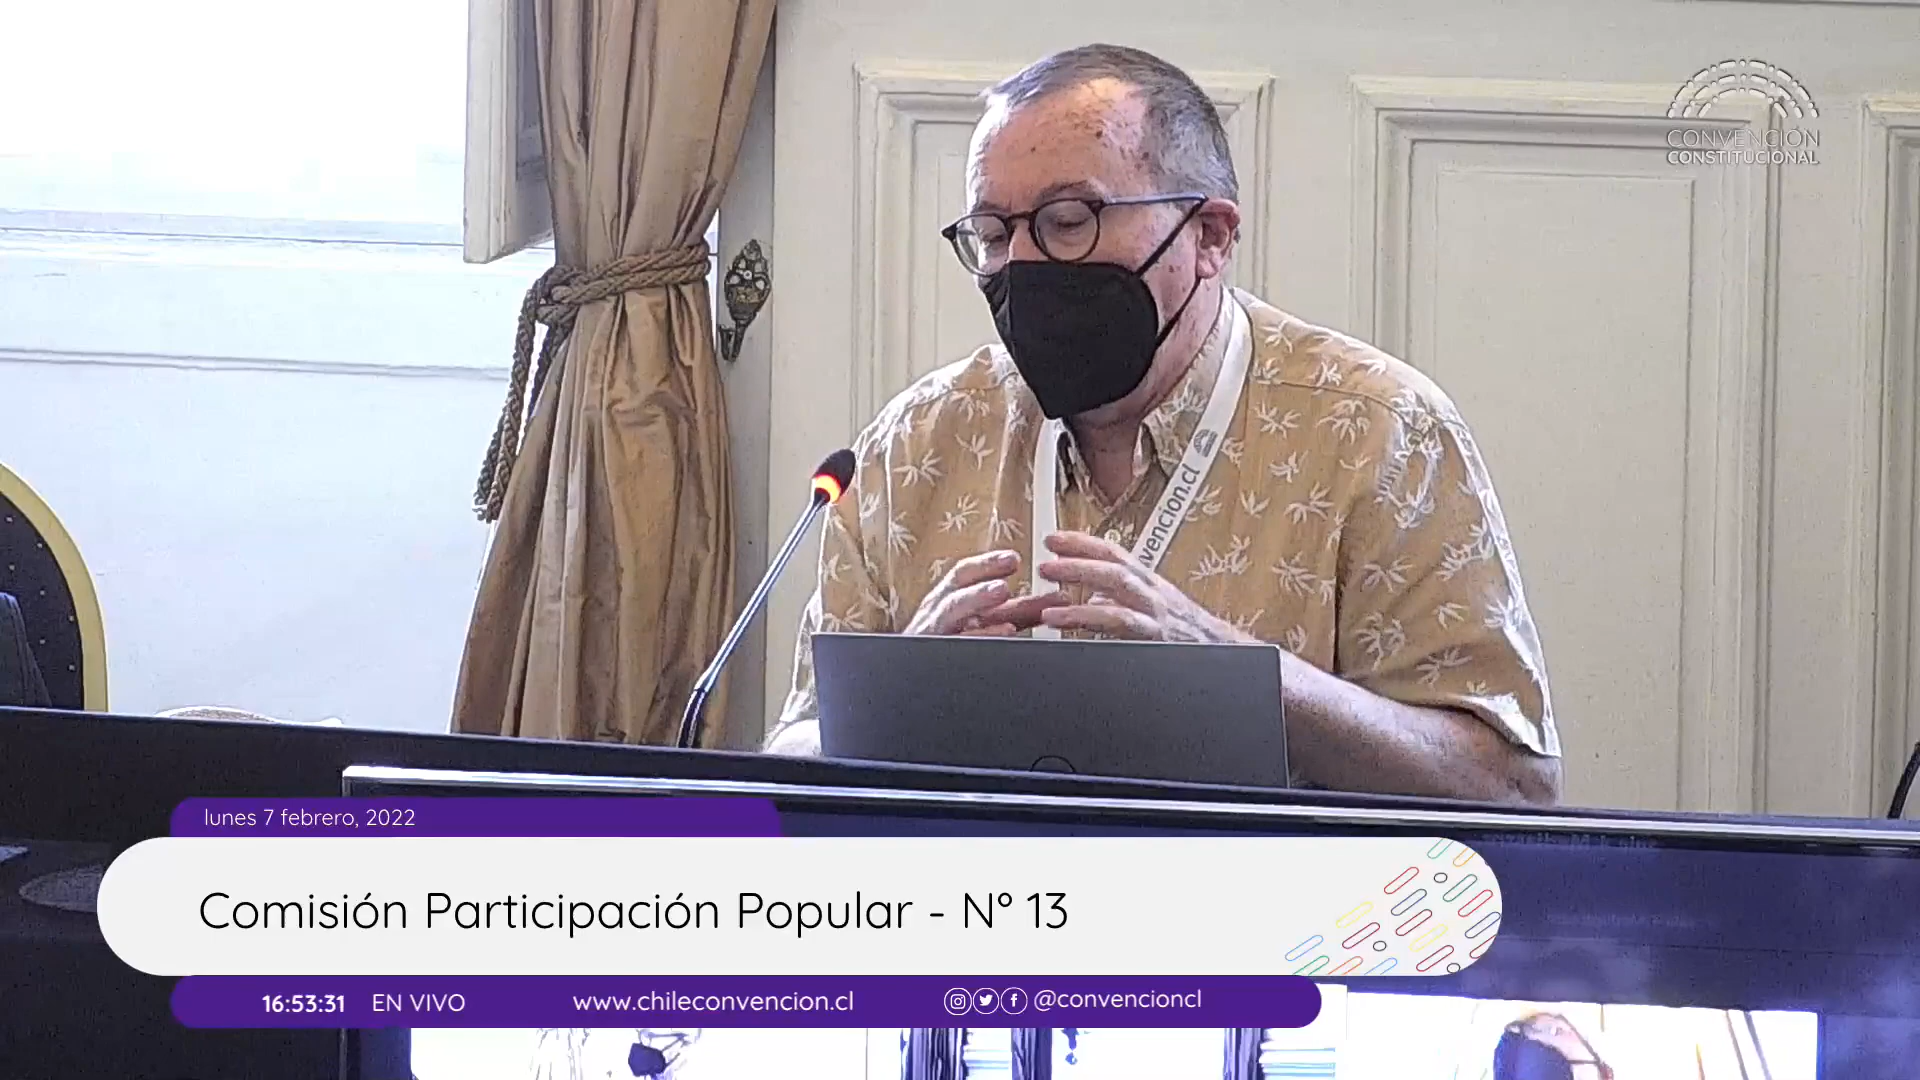 CONVENCIÓN
CONSTITUCIONAL
vencion.cl
lunes 7 febrero, 2022
Comisión Participación Popular - N° 13
16:53:31 EN VIVO www.chileconvencion.cl @convencioncl